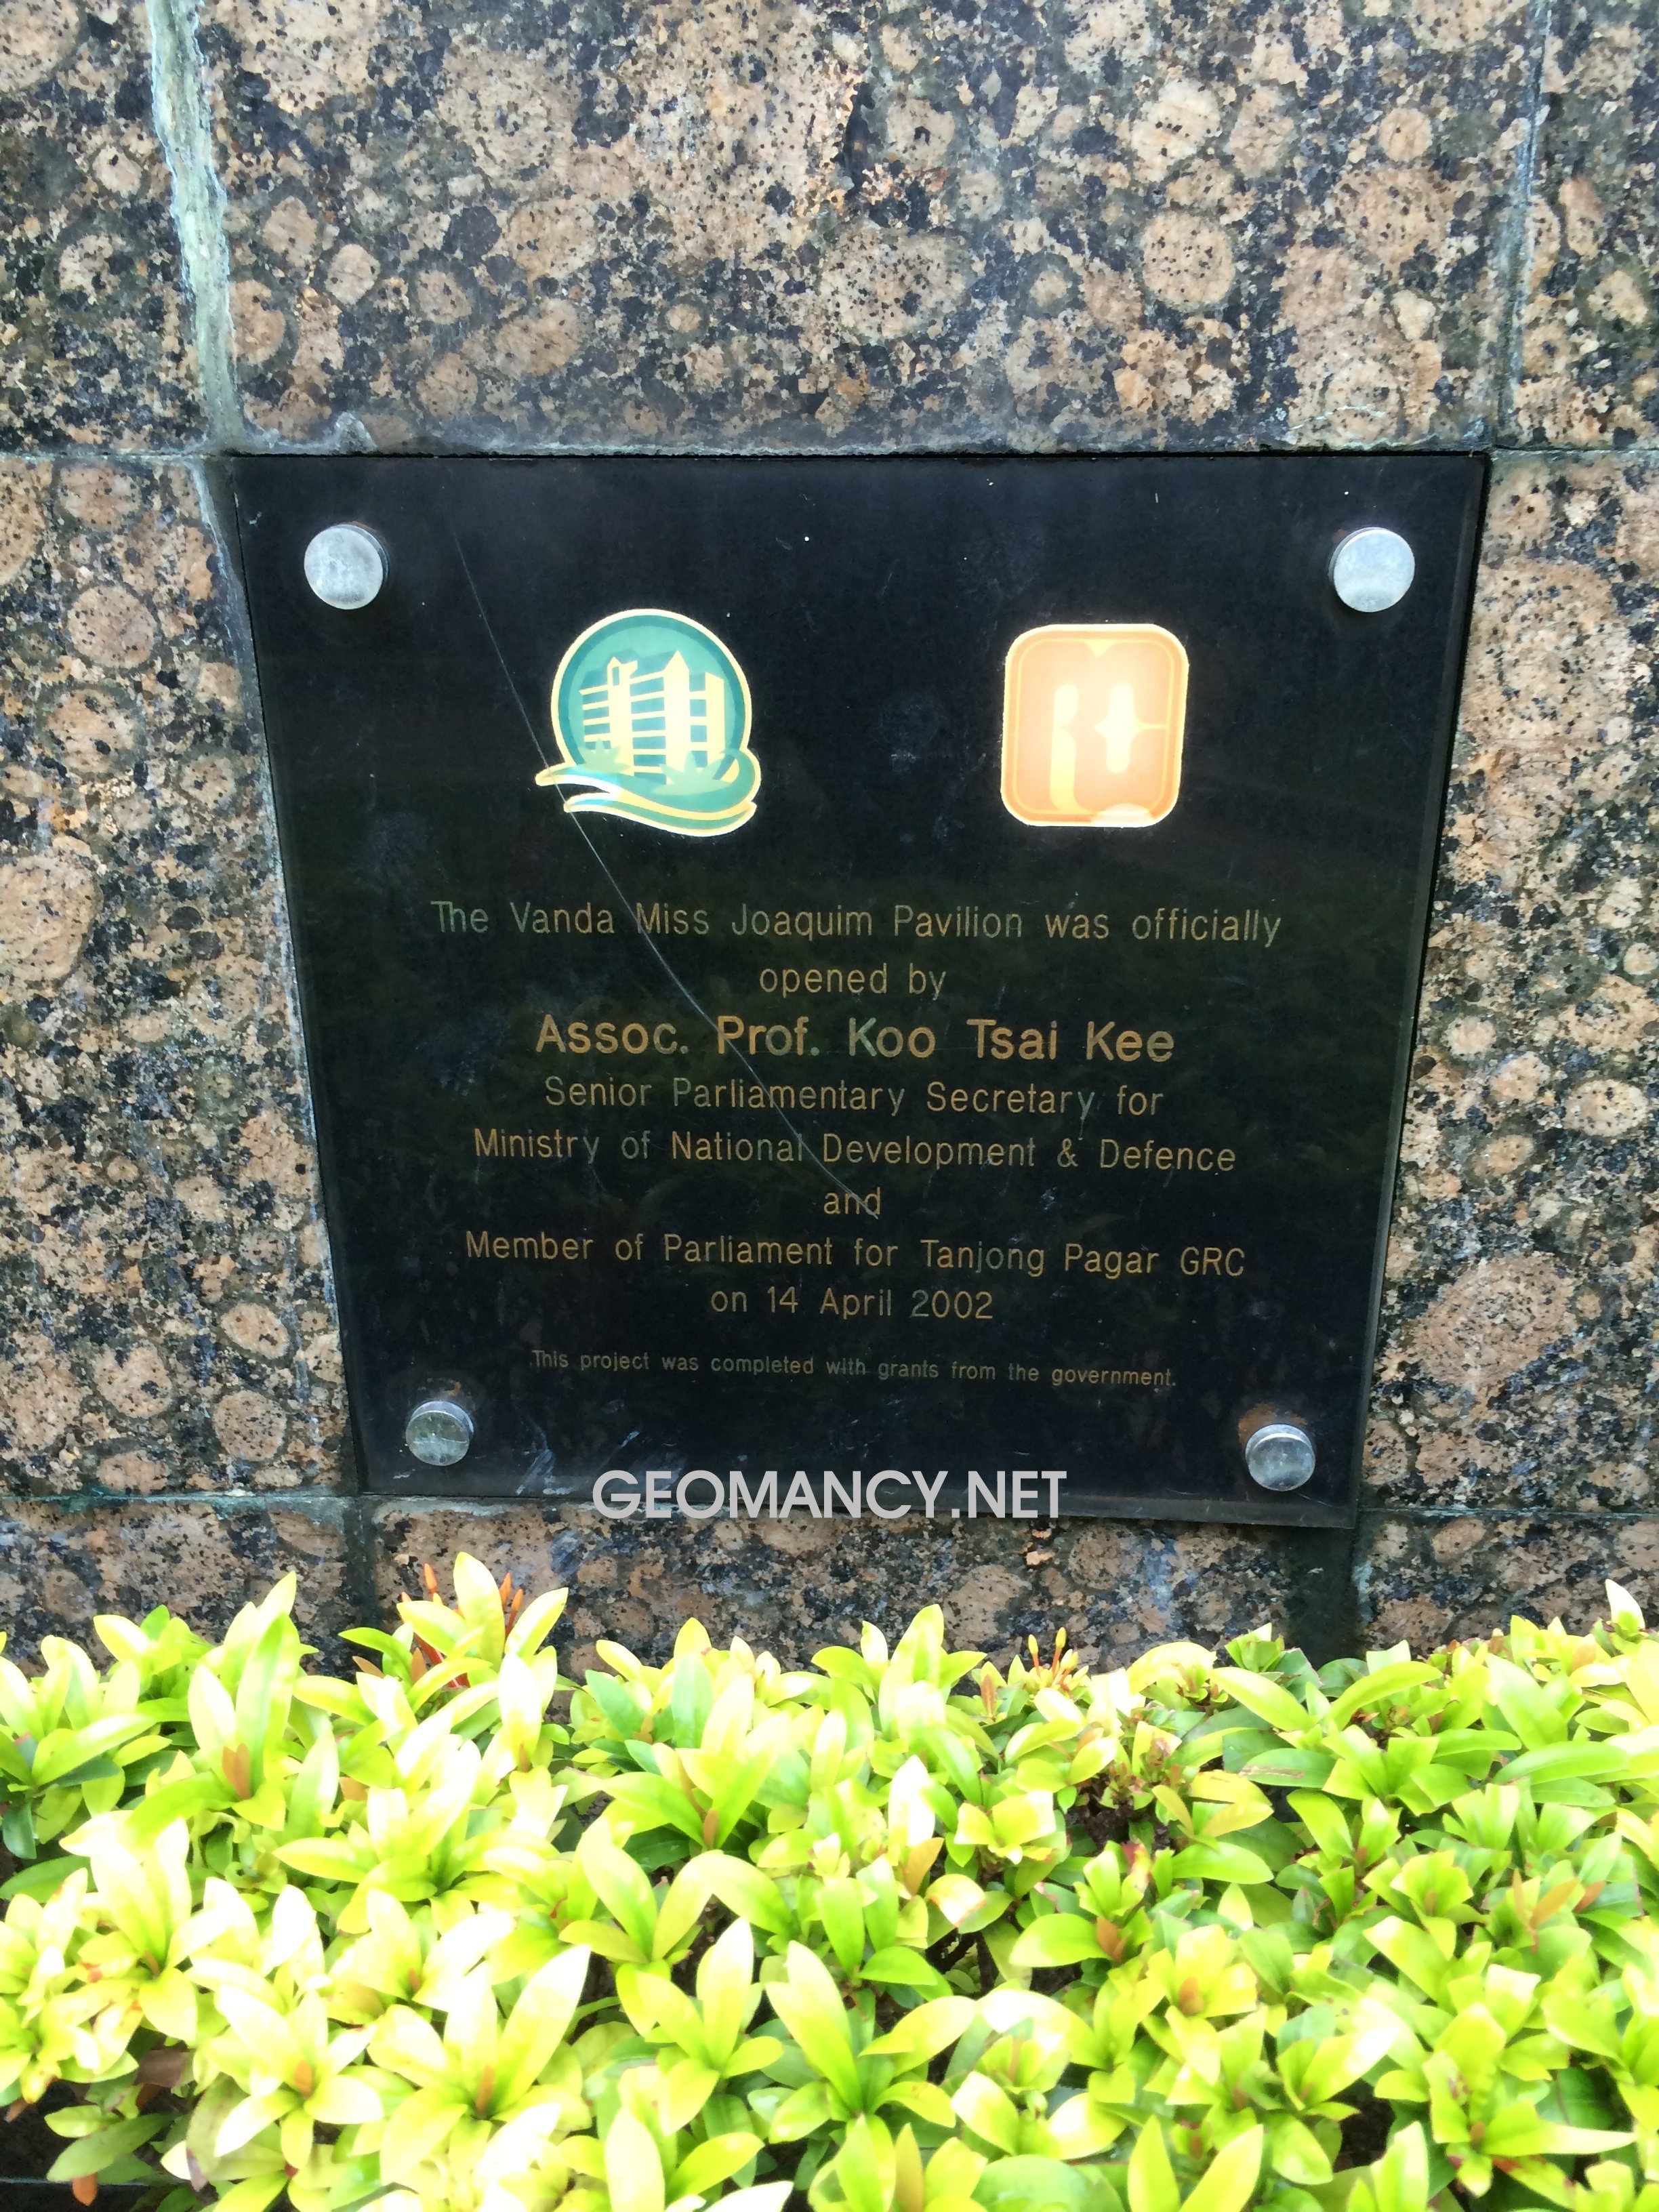 The Vanda Miss Joaquim Pavilion was officially
opened by
Assoc. Prof. Koo Tsai Kee
Senior Parliamentary Secretary for
Ministry of National Development & Defence
and
Member of Parliament for Tanjong Pagar GRC
on 14 April 2002
This project was completed with grants from the government.
GEOMANCY.NET